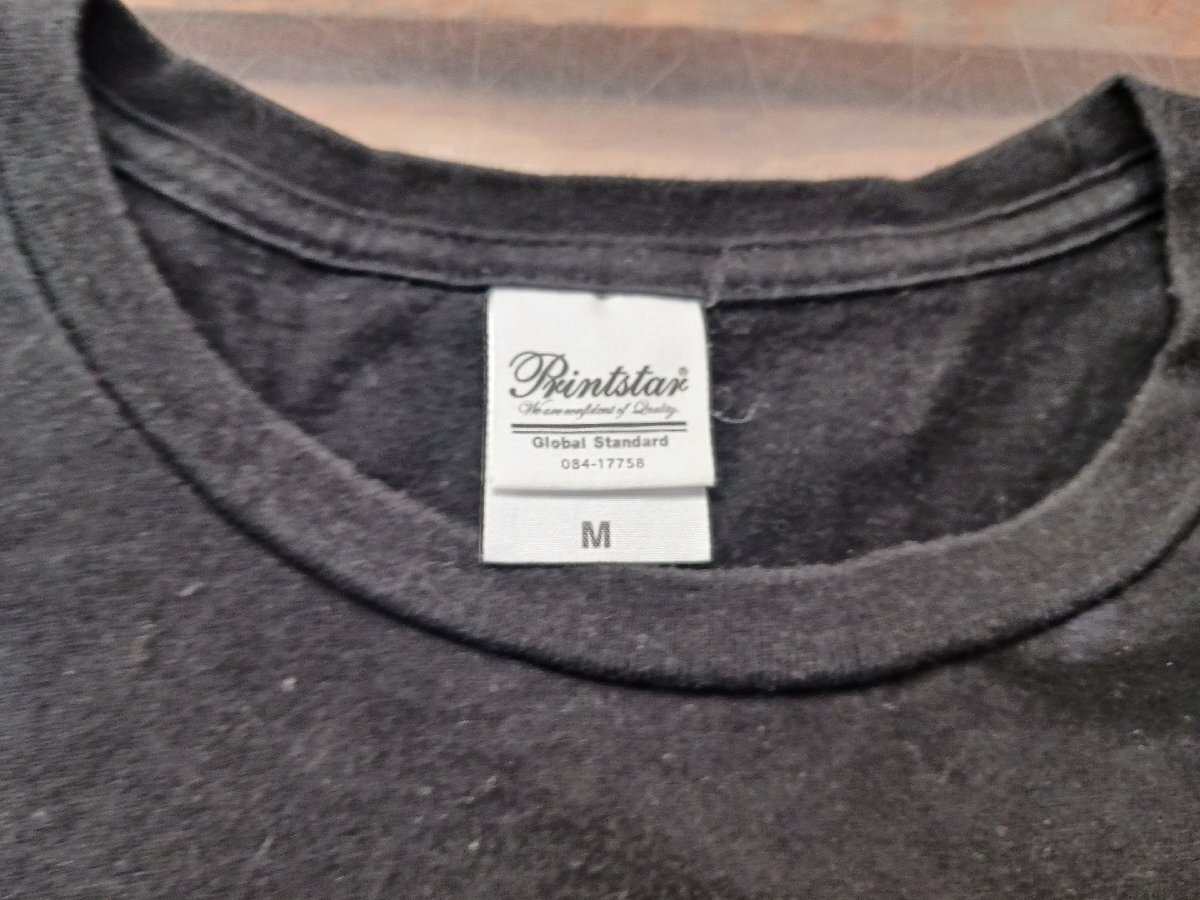 Printstar®
We are confident of Quality.
Global Standard
084-17758
M